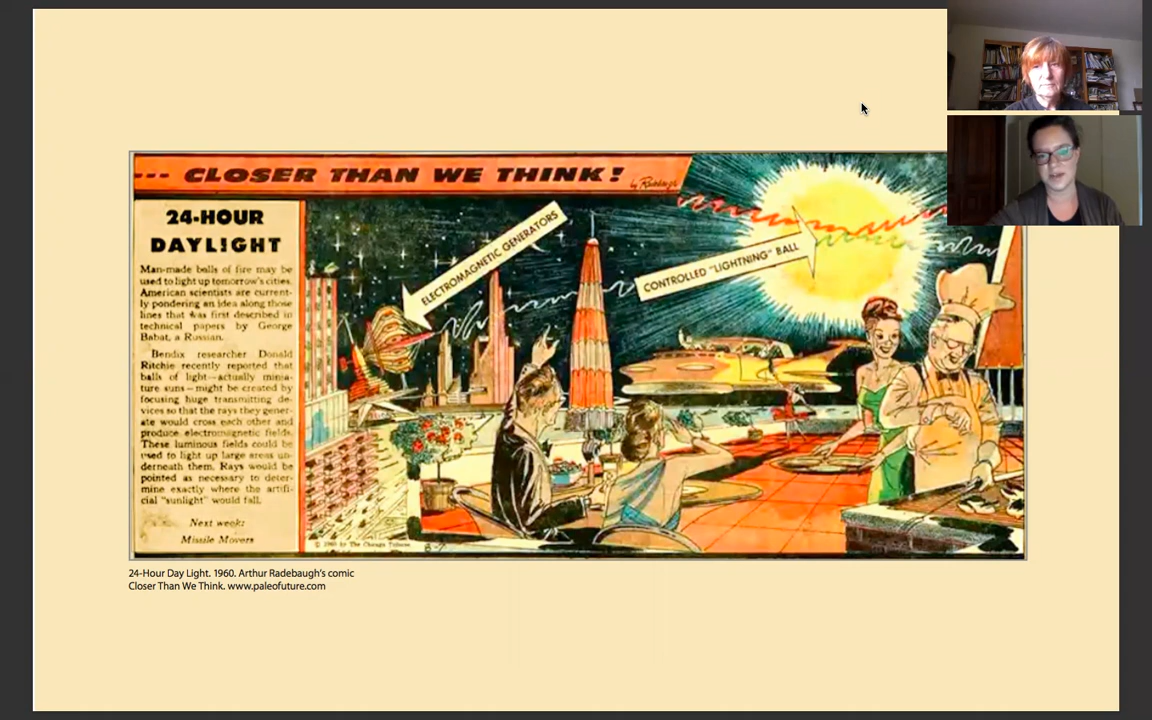 --- CLOSER THAN WE THINK!
by Radebaugh
24-HOUR
DAYLIGHT
Man-made balls of fire may be
used to light up tomorrow's cities.
American scientists are current-
ly pondering an idea along those
lines that was first described in
technical papers by George
Babat, a Russian.
Bendix researcher Donald
Ritchie recently reported that
balls of light—actually minia-
ture suns—might be created by
focusing huge transmitting de-
vices so that the rays they gener-
ate would cross each other and
produce electromagnetic fields.
These luminous fields could be
used to light up large areas un-
derneath them. Rays would be
pointed as necessary to deter-
mine exactly where the artifi-
cial "sunlight" would fall.
Next week:
Missile Movers
ELECTROMAGNETIC GENERATORS
CONTROLLED "LIGHTNING" BALL
© 1960 by The Chicago Tribune
24-Hour Day Light. 1960. Arthur Radebaugh's comic
Closer Than We Think. www.paleofuture.com